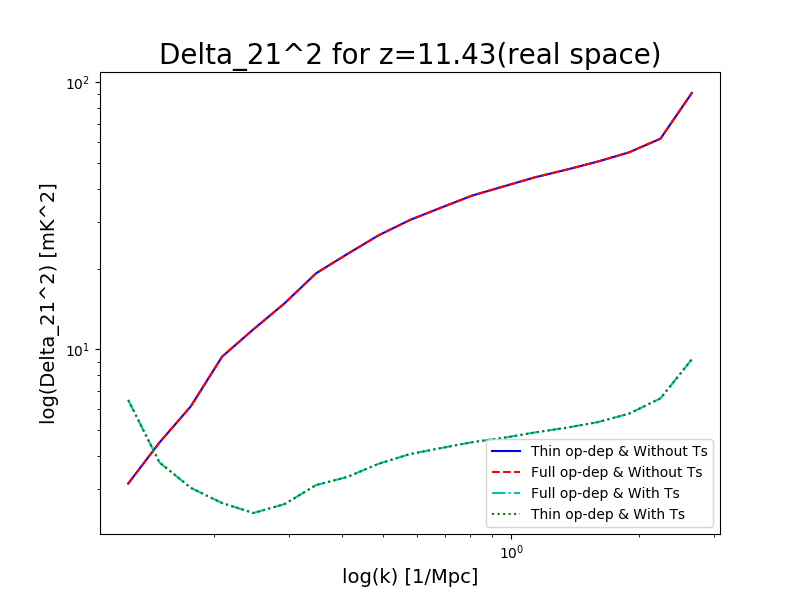 Delta_21^2 for z=11.43(real space)
log(Delta_21^2) [mK^2]
10^2
10^1
Thin op-dep & Without Ts
Full op-dep & Without Ts
Full op-dep & With Ts
Thin op-dep & With Ts
10^0
log(k) [1/Mpc]